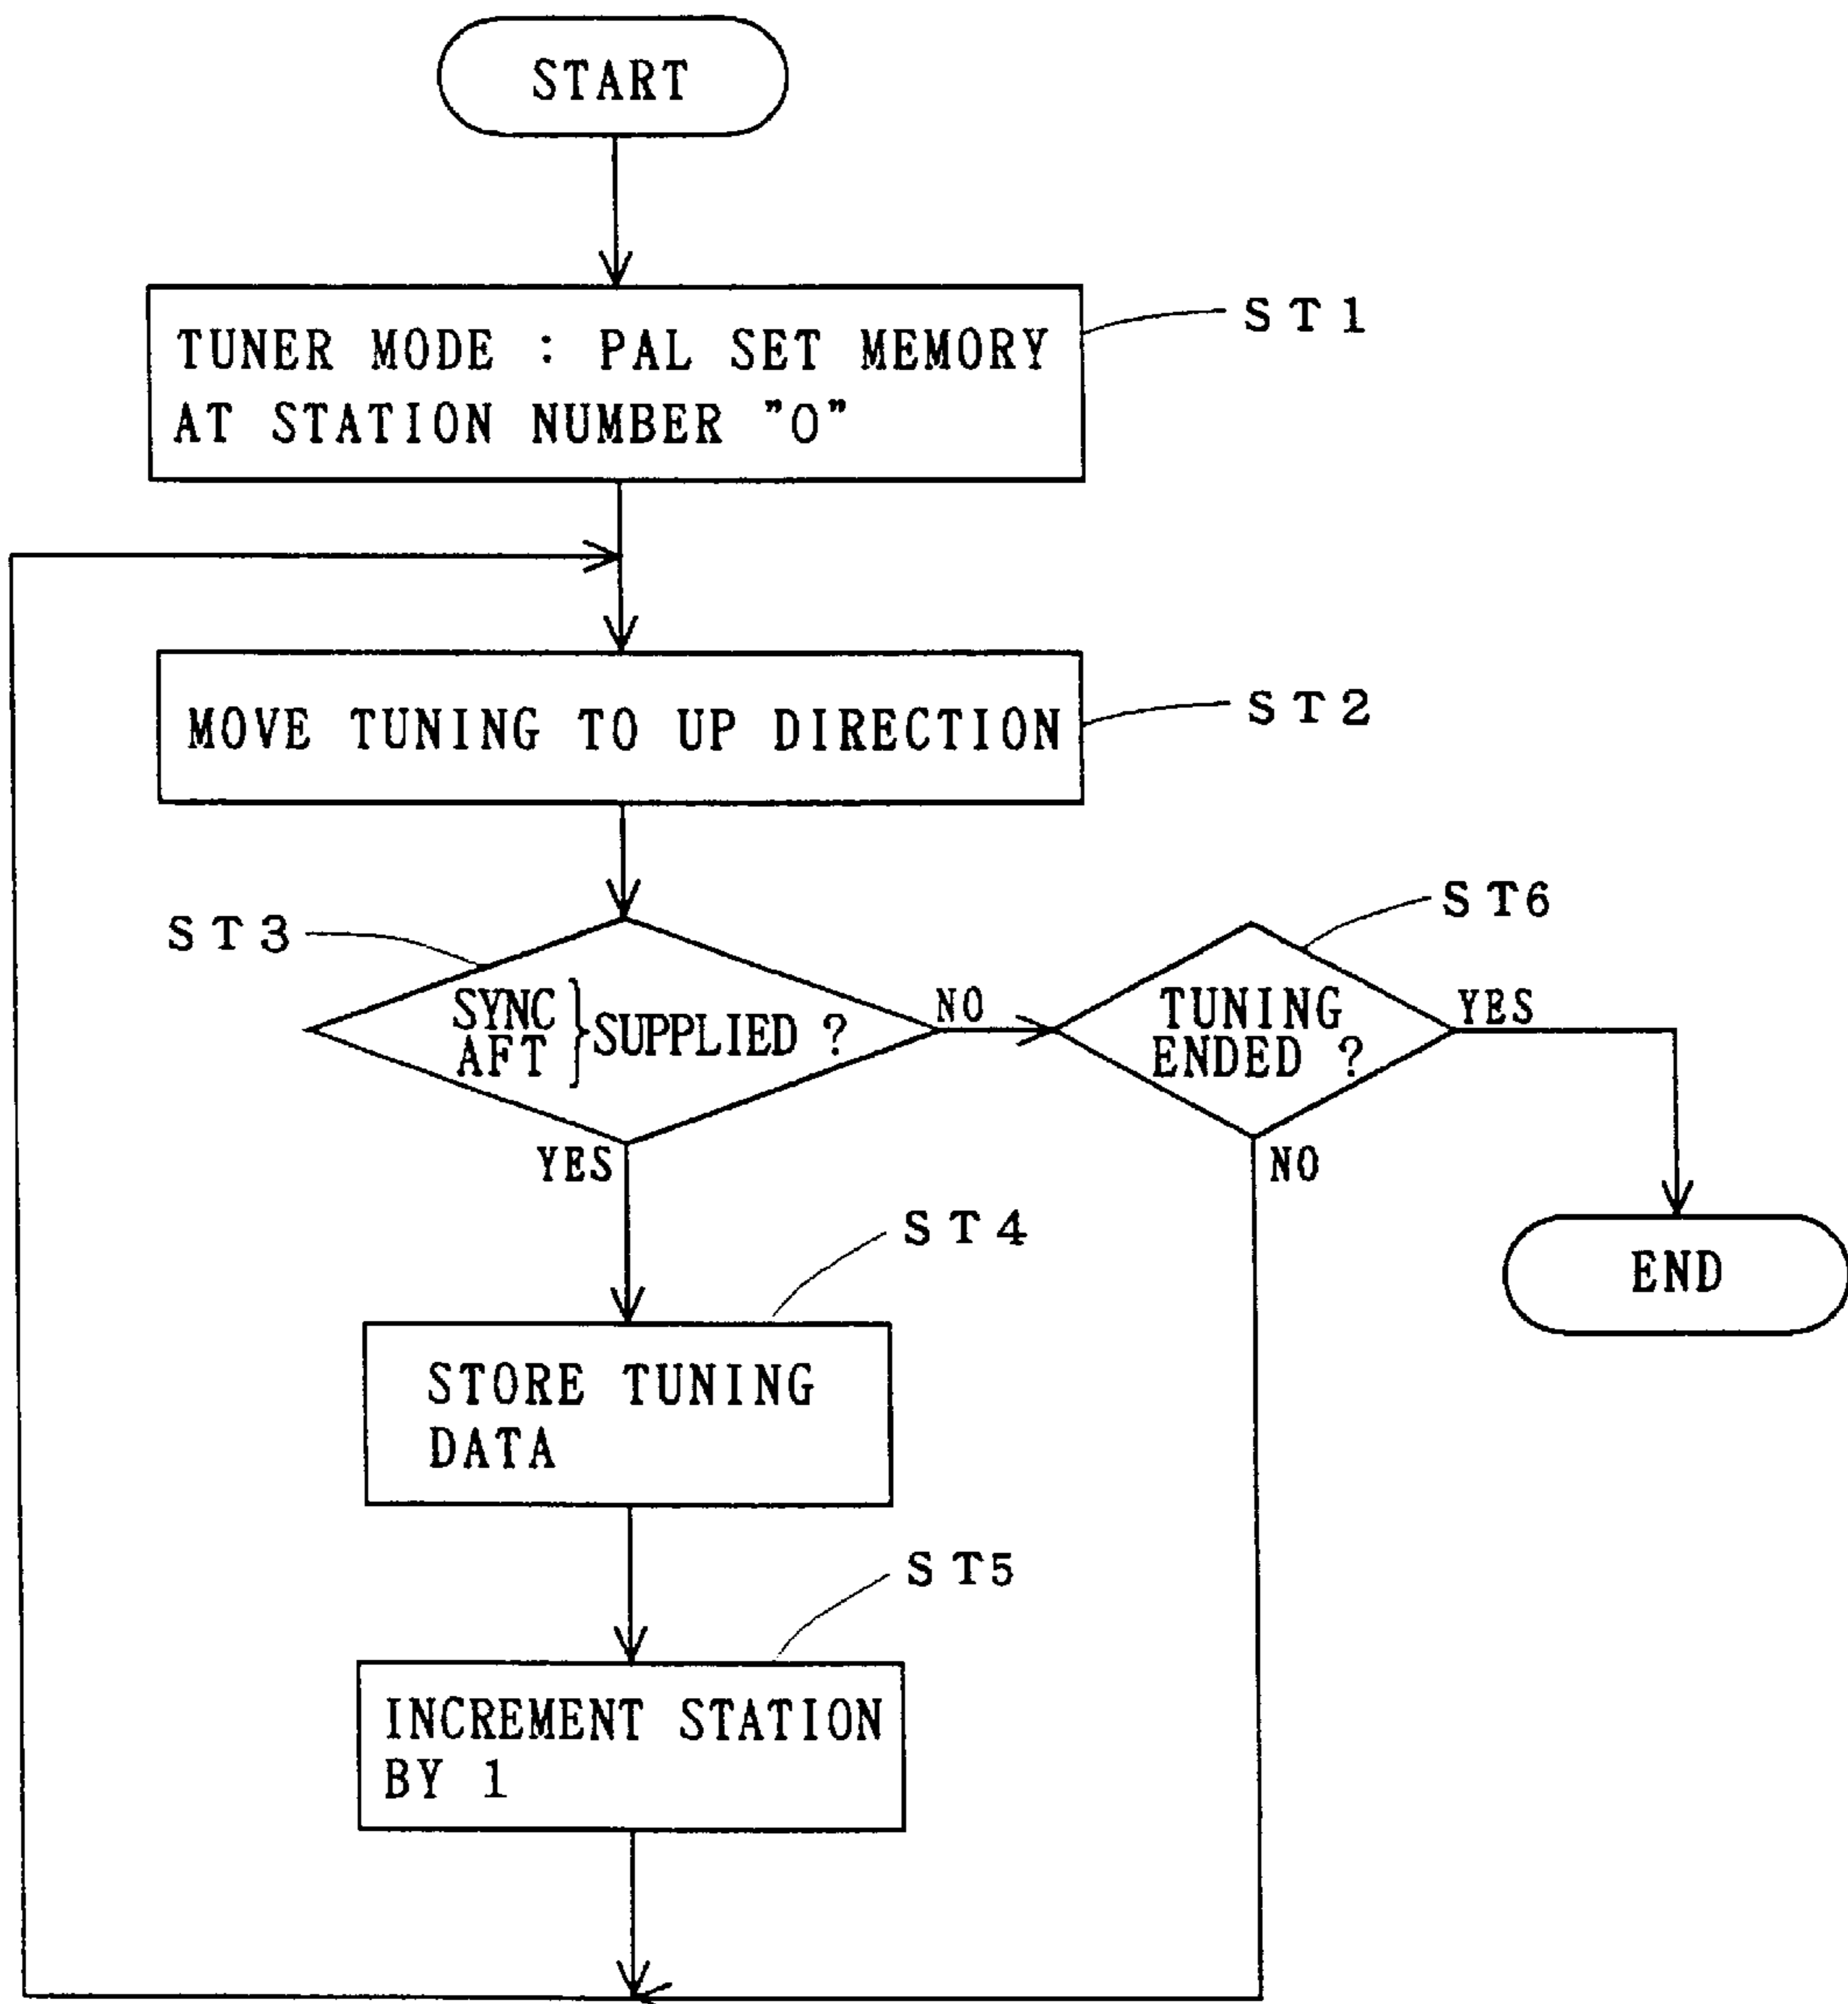 START
TUNER MODE : PAL SET MEMORY
AT STATION NUMBER "0"
ST1
MOVE TUNING TO UP DIRECTION
ST2
ST3
SYNC
AFT
SUPPLIED ?
NO
YES
ST6
TUNING
ENDED ?
YES
NO
END
ST4
STORE TUNING
DATA
ST5
INCREMENT STATION
BY 1